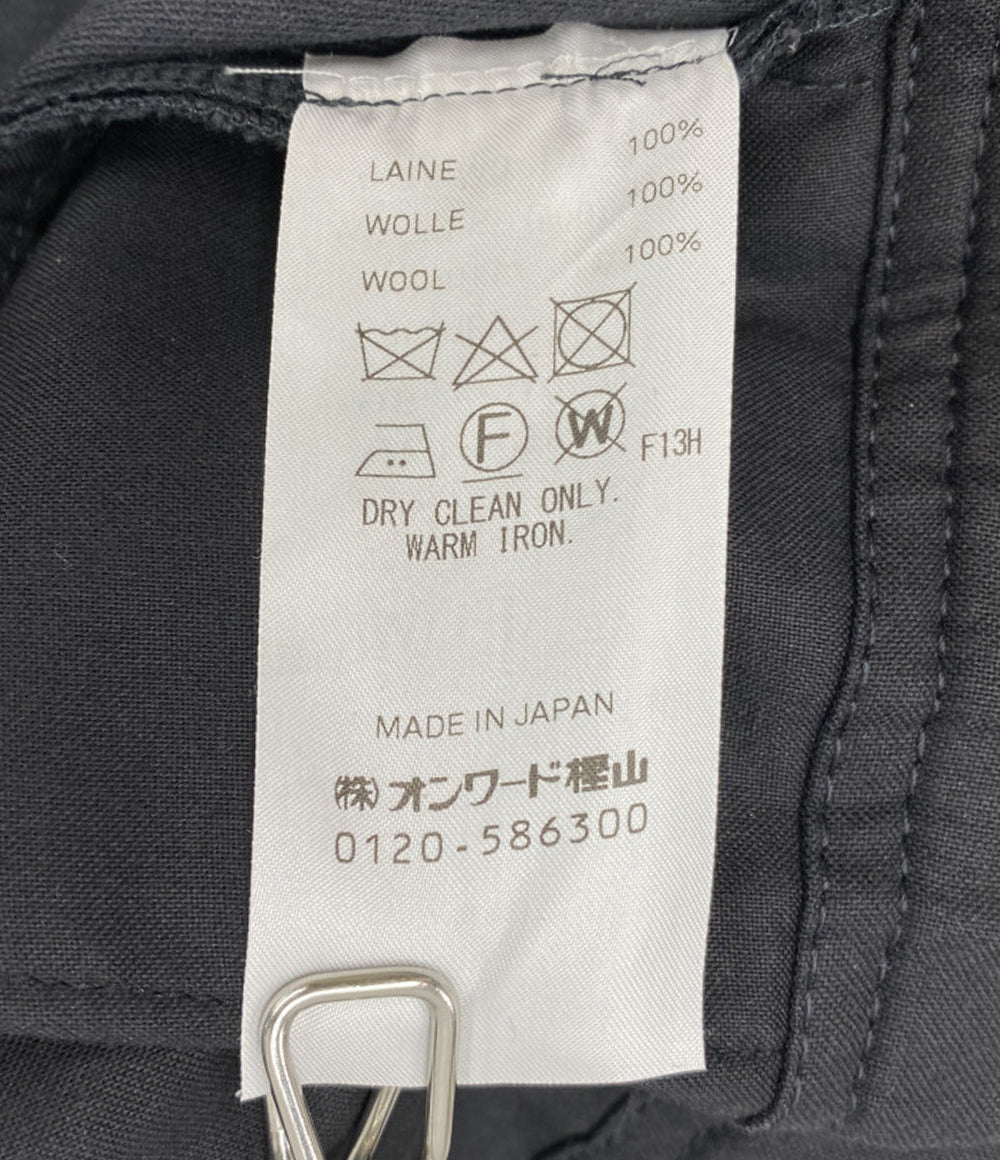 LAINE 100%
WOLLE 100%
WOOL 100%
F W F13H
DRY CLEAN ONLY.
WARM IRON.
MADE IN JAPAN
㈱オンワード樫山
0120-586300